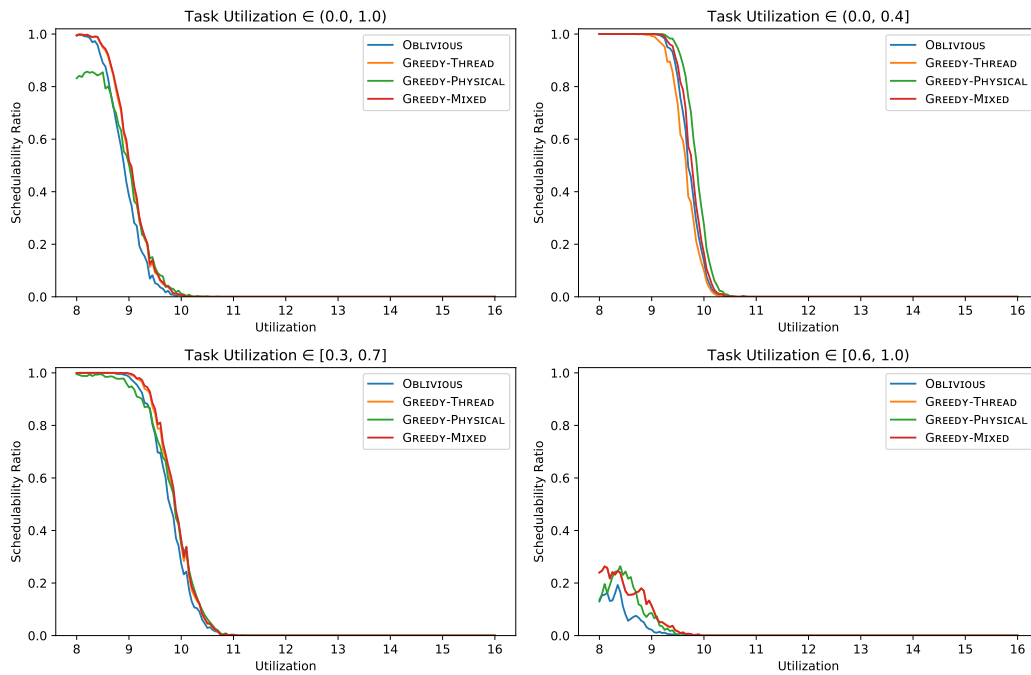 Task Utilization ∈ (0.0, 1.0)
Schedulability Ratio
1.0
0.8
0.6
0.4
0.2
0.0
8 9 10 11 12 13 14 15 16
Utilization
OBLIVIOUS
GREEDY-THREAD
GREEDY-PHYSICAL
GREEDY-MIXED
Task Utilization ∈ (0.0, 0.4]
Schedulability Ratio
1.0
0.8
0.6
0.4
0.2
0.0
8 9 10 11 12 13 14 15 16
Utilization
OBLIVIOUS
GREEDY-THREAD
GREEDY-PHYSICAL
GREEDY-MIXED
Task Utilization ∈ [0.3, 0.7]
Schedulability Ratio
1.0
0.8
0.6
0.4
0.2
0.0
8 9 10 11 12 13 14 15 16
Utilization
OBLIVIOUS
GREEDY-THREAD
GREEDY-PHYSICAL
GREEDY-MIXED
Task Utilization ∈ [0.6, 1.0)
Schedulability Ratio
1.0
0.8
0.6
0.4
0.2
0.0
8 9 10 11 12 13 14 15 16
Utilization
OBLIVIOUS
GREEDY-THREAD
GREEDY-PHYSICAL
GREEDY-MIXED